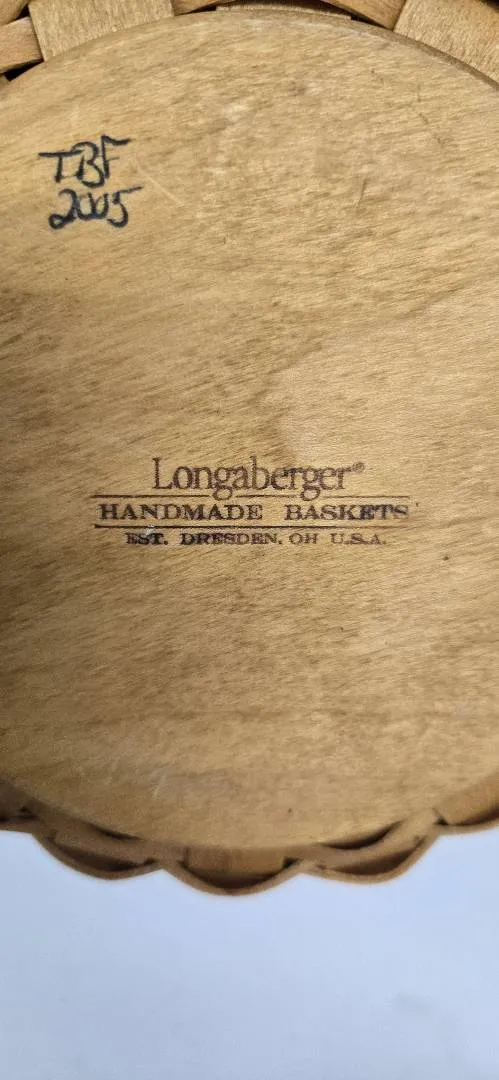 TBF
2005
Longaberger®
HANDMADE BASKETS
EST. DRESDEN, OH U.S.A.